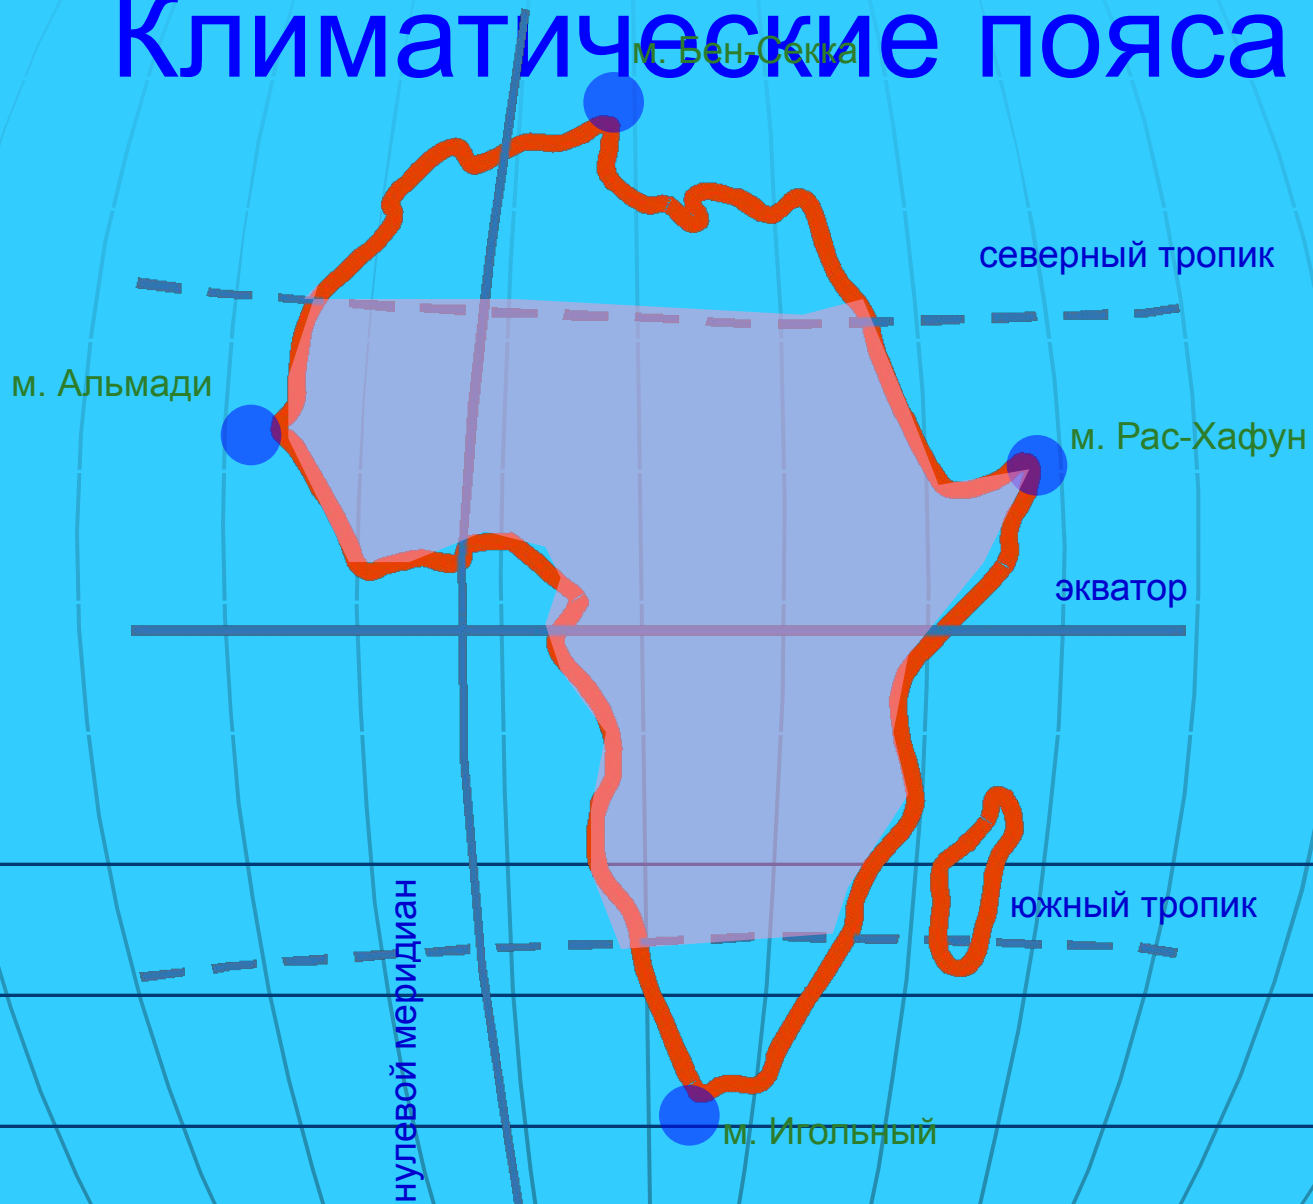 Климатические пояса
м. Бен-Секка
северный тропик
м. Альмади
м. Рас-Хафун
экватор
южный тропик
нулевой меридиан
м. Игольный